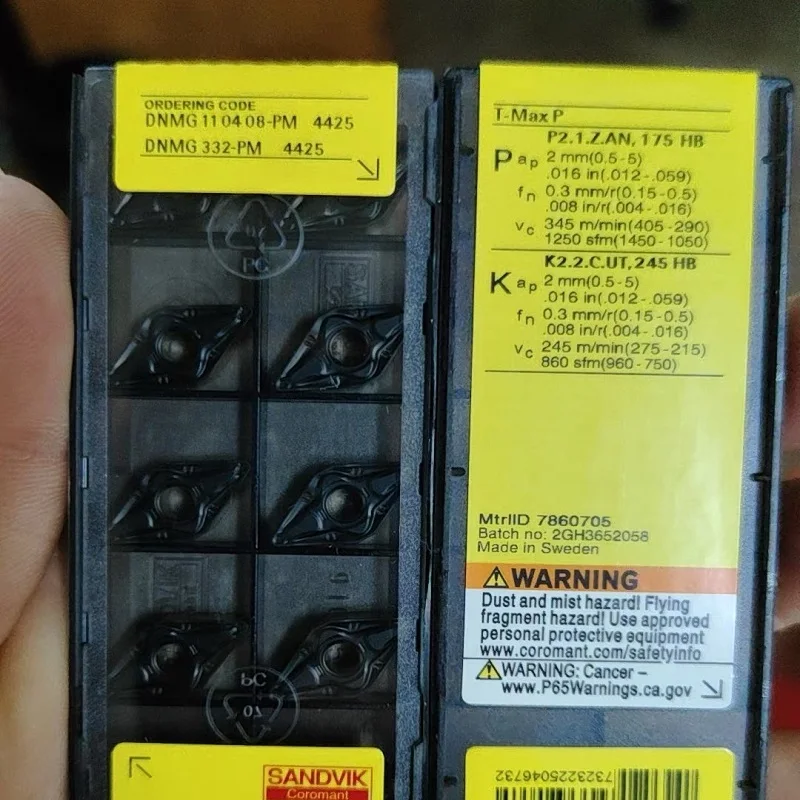 ORDERING CODE
DNMG 11 04 08-PM 4425
DNMG 332-PM 4425
PC
PC
07
SANDVIK
Coromant
T-Max P
P2.1.Z.AN, 175 HB
P ap 2 mm(0.5-5)
.016 in(.012-.059)
fn 0.3 mm/r(0.15-0.5)
.008 in/r(.004-.016)
vc 345 m/min(405-290)
1250 sfm(1450-1050)
K2.2.C.UT, 245 HB
K ap 2 mm(0.5-5)
.016 in(.012-.059)
fn 0.3 mm/r(0.15-0.5)
.008 in/r(.004-.016)
vc 245 m/min(275-215)
860 sfm(960-750)
MtrlID 7860705
Batch no: 2GH3652058
Made in Sweden
WARNING
Dust and mist hazard! Flying
fragment hazard! Use approved
personal protective equipment
www.coromant.com/safetyinfo
WARNING: Cancer –
www.P65Warnings.ca.gov
7323225046732